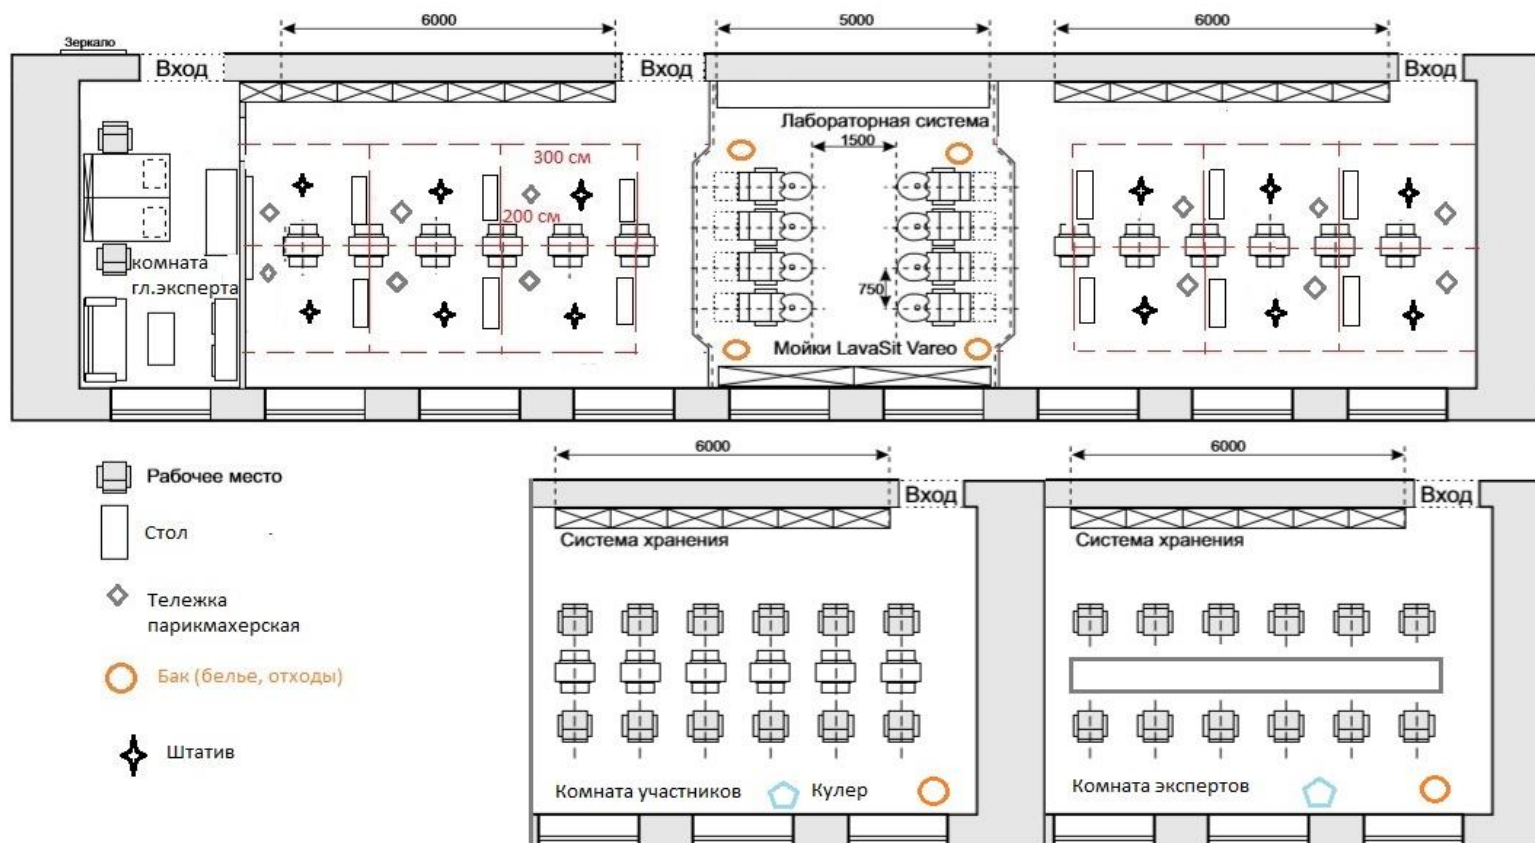 6000
5000
6000
Зеркало
Вход
Вход
Вход
Лабораторная система
1500
300 см
200 см
комната
гл.эксперта
750
Мойки LavaSit Vareo
Рабочее место
Стол
Тележка
парикмахерская
Бак (белье, отходы)
Штатив
6000
Вход
Система хранения
Комната участников
Кулер
6000
Вход
Система хранения
Комната экспертов